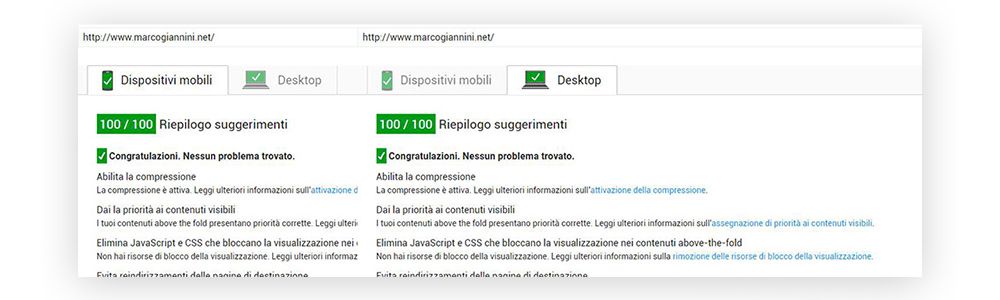 http://www.marcogiannini.net/
Dispositivi mobili Desktop
100 / 100 Riepilogo suggerimenti
Congratulazioni. Nessun problema trovato.
Abilita la compressione
La compressione è attiva. Leggi ulteriori informazioni sull'attivazione d
Dai la priorità ai contenuti visibili
I tuoi contenuti above the fold presentano priorità corrette. Leggi ulteri
Elimina JavaScript e CSS che bloccano la visualizzazione nei
Non hai risorse di blocco della visualizzazione. Leggi ulteriori informaz
Evita reindirizzamenti delle pagine di destinazione
http://www.marcogiannini.net/
Dispositivi mobili Desktop
100 / 100 Riepilogo suggerimenti
Congratulazioni. Nessun problema trovato.
Abilita la compressione
La compressione è attiva. Leggi ulteriori informazioni sull'attivazione della compressione.
Dai la priorità ai contenuti visibili
I tuoi contenuti above the fold presentano priorità corrette. Leggi ulteriori informazioni sull'assegnazione di priorità ai contenuti visibili.
Elimina JavaScript e CSS che bloccano la visualizzazione nei contenuti above-the-fold
Non hai risorse di blocco della visualizzazione. Leggi ulteriori informazioni sulla rimozione delle risorse di blocco della visualizzazione.
Evita reindirizzamenti delle pagine di destinazione